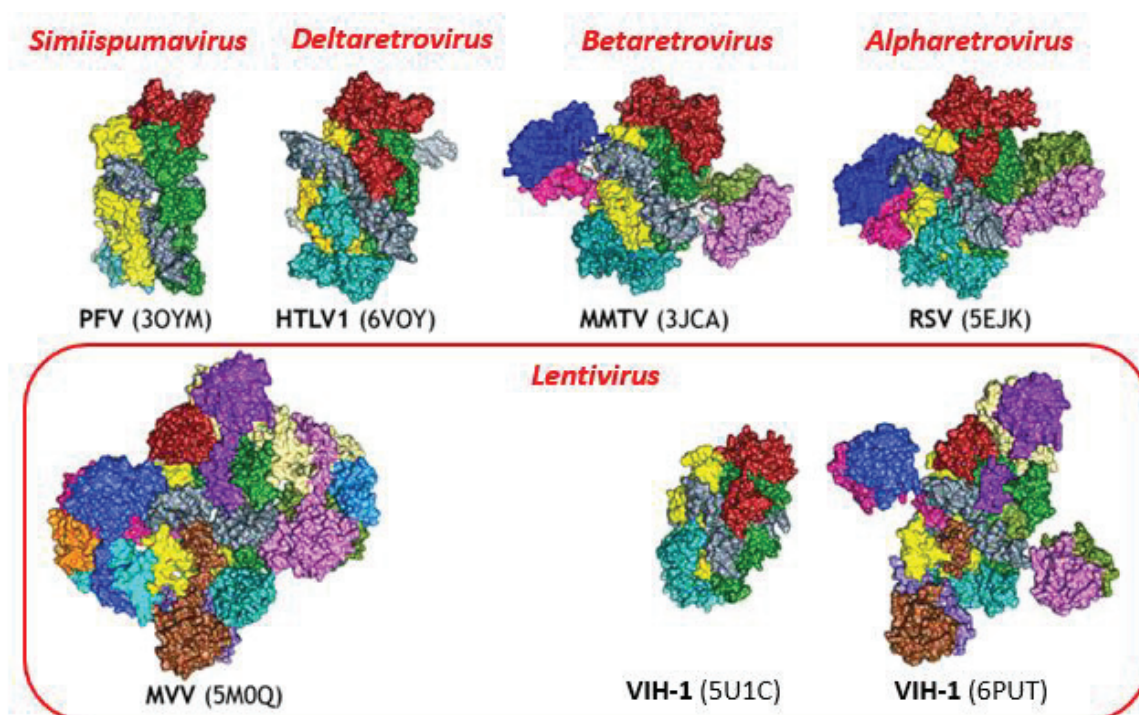 Simiispumavirus Deltaretrovirus Betaretrovirus Alpharetrovirus
PFV (3OYM) HTLV1 (6VOY) MMTV (3JCA) RSV (5EJK)
Lentivirus
MVV (5M0Q) VIH-1 (5U1C) VIH-1 (6PUT)